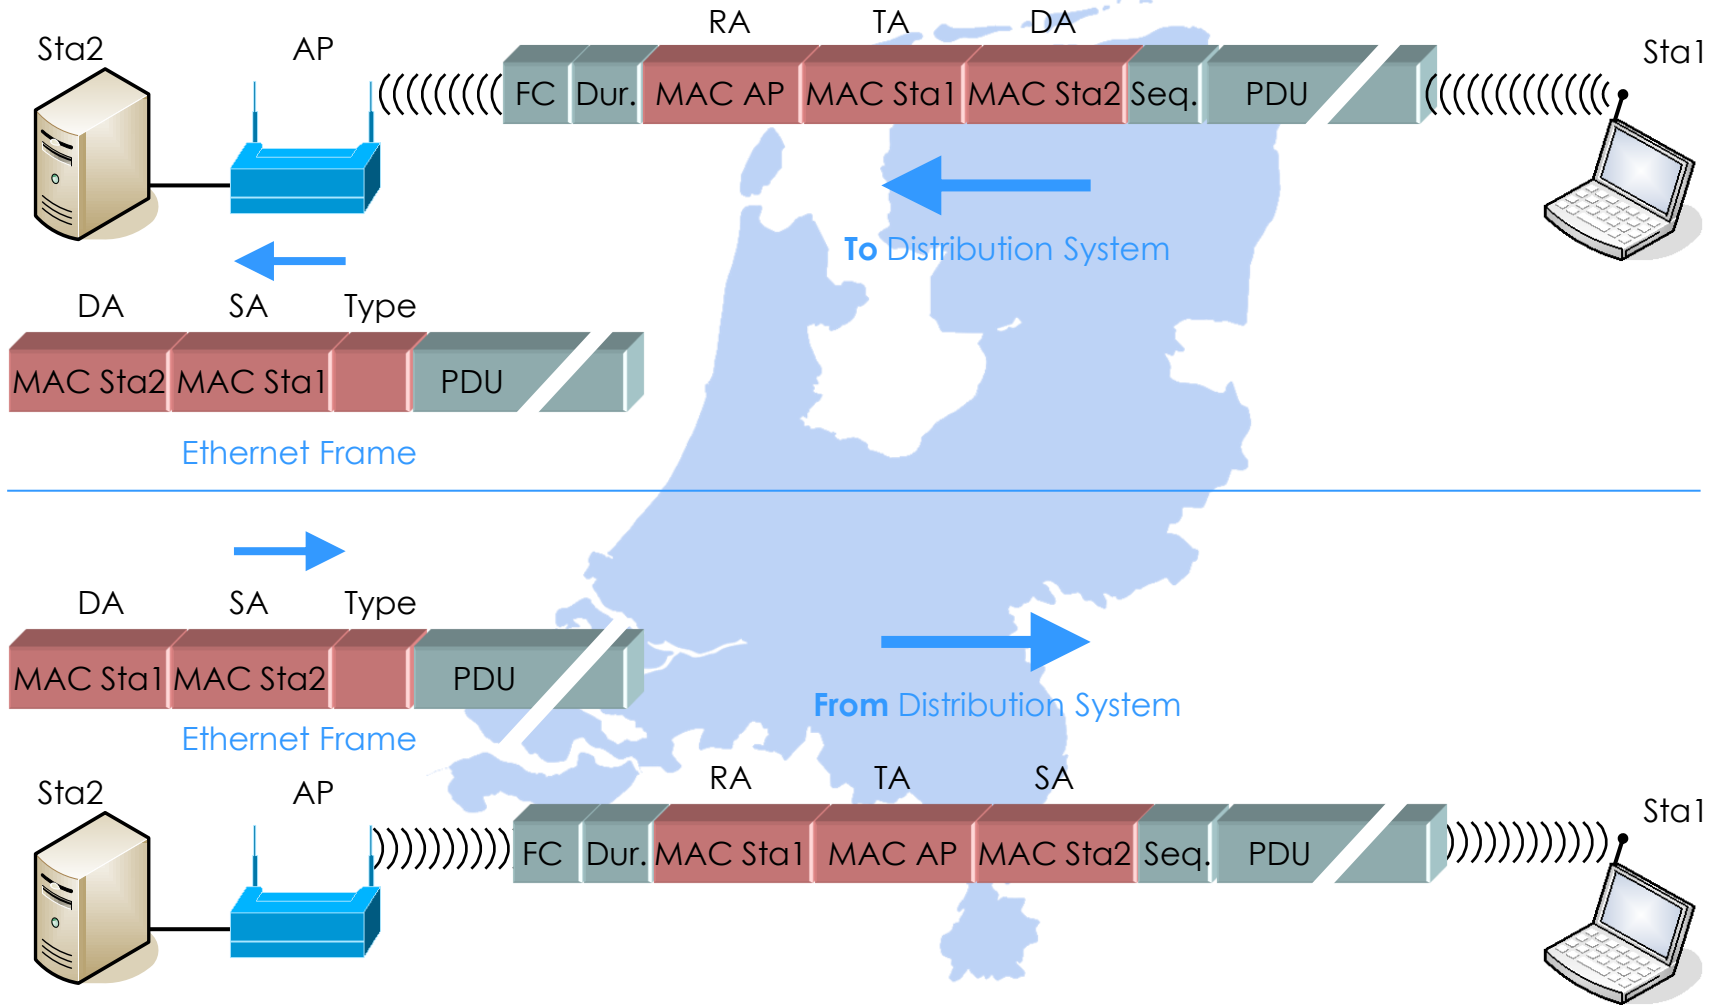 RA TA DA
Sta2 AP Sta1
FC Dur. MAC AP MAC Sta1 MAC Sta2 Seq. PDU
To Distribution System
DA SA Type
MAC Sta2 MAC Sta1 PDU
Ethernet Frame
DA SA Type
MAC Sta1 MAC Sta2 PDU
From Distribution System
Ethernet Frame
RA TA SA
Sta2 AP Sta1
FC Dur. MAC Sta1 MAC AP MAC Sta2 Seq. PDU